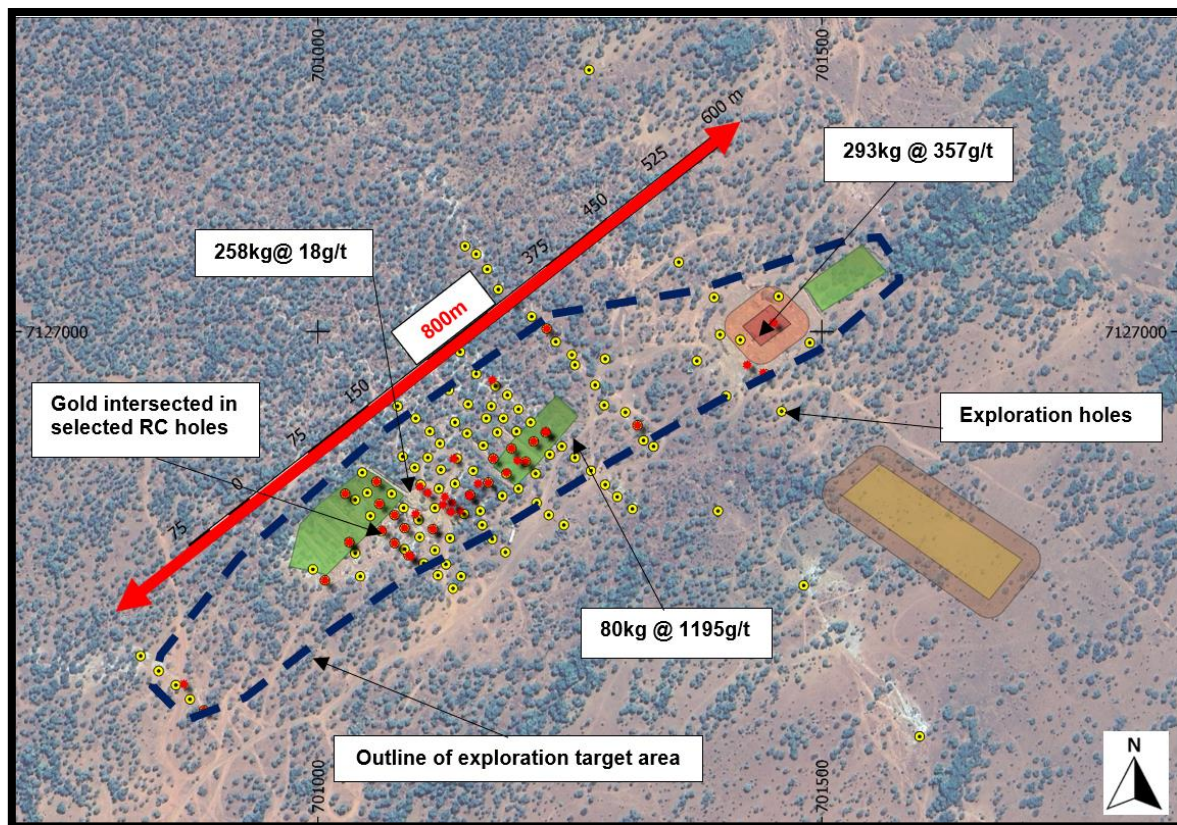 701000
701500
600 m
525
450
375
150
75
0
75
800m
293kg @ 357g/t
258kg@ 18g/t
7127000
7127000
Gold intersected in
selected RC holes
Exploration holes
80kg @ 1195g/t
Outline of exploration target area
701000
701500
N